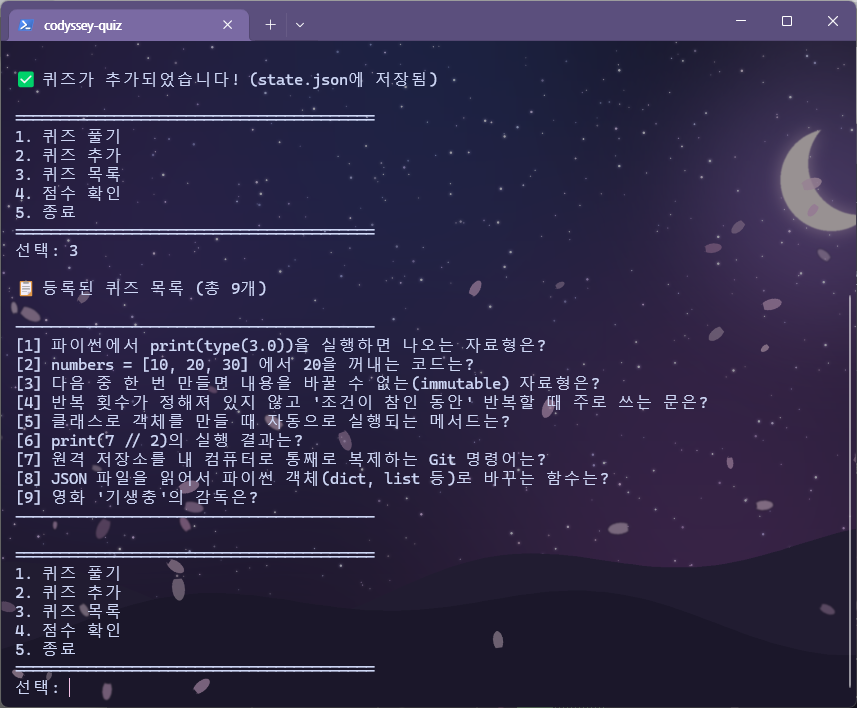 codyssey-quiz
✅ 퀴즈가 추가되었습니다! (state.json에 저장됨)
========================================
1. 퀴즈 풀기
2. 퀴즈 추가
3. 퀴즈 목록
4. 점수 확인
5. 종료
========================================
선택: 3
📋 등록된 퀴즈 목록 (총 9개)
----------------------------------------
[1] 파이썬에서 print(type(3.0))을 실행하면 나오는 자료형은?
[2] numbers = [10, 20, 30] 에서 20을 꺼내는 코드는?
[3] 다음 중 한 번 만들면 내용을 바꿀 수 없는(immutable) 자료형은?
[4] 반복 횟수가 정해져 있지 않고 '조건이 참인 동안' 반복할 때 주로 쓰는 문은?
[5] 클래스로 객체를 만들 때 자동으로 실행되는 메서드는?
[6] print(7 // 2)의 실행 결과는?
[7] 원격 저장소를 내 컴퓨터로 통째로 복제하는 Git 명령어는?
[8] JSON 파일을 읽어서 파이썬 객체(dict, list 등)로 바꾸는 함수는?
[9] 영화 '기생충'의 감독은?
----------------------------------------
========================================
1. 퀴즈 풀기
2. 퀴즈 추가
3. 퀴즈 목록
4. 점수 확인
5. 종료
========================================
선택: